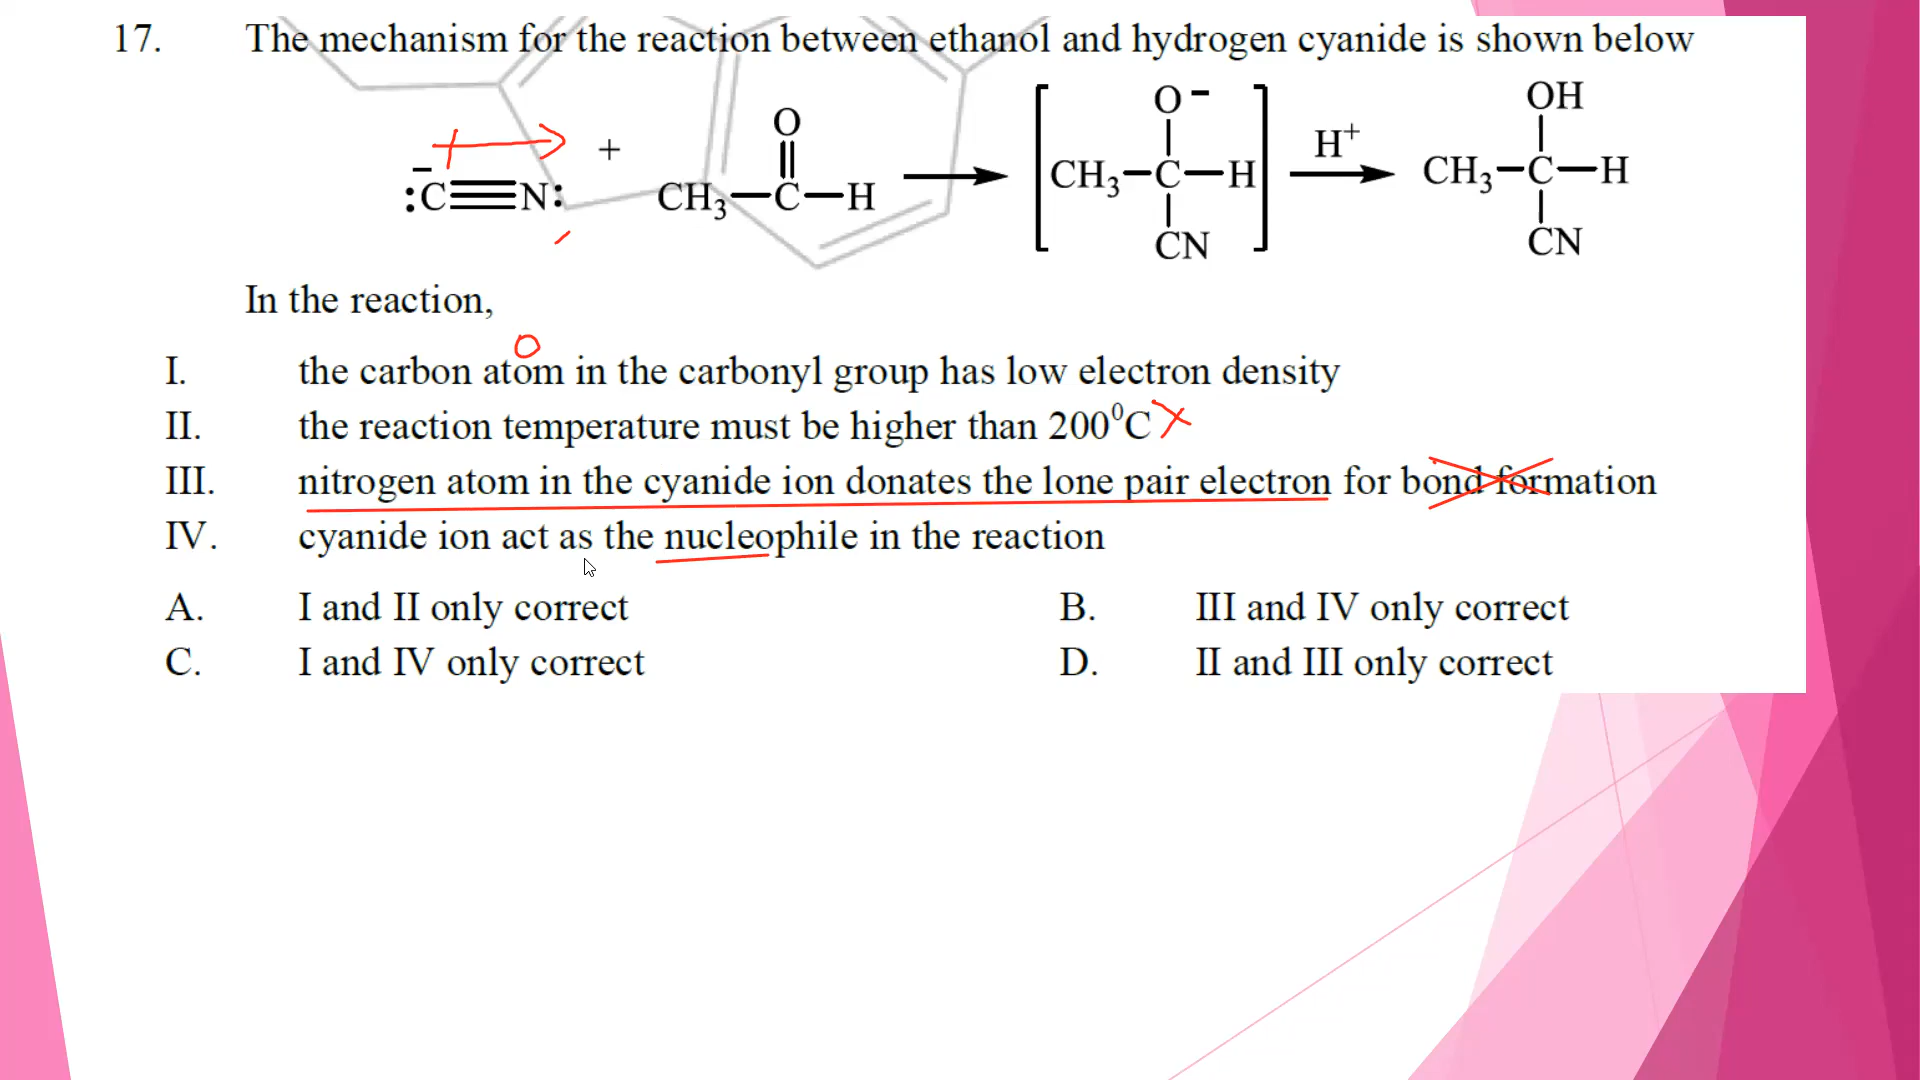 17. The mechanism for the reaction between ethanol and hydrogen cyanide is shown below
:C̄≡N: + CH₃—C(=O)—H → [CH₃—C(O⁻)(CN)—H] H⁺→ CH₃—C(OH)(CN)—H
In the reaction,
I. the carbon atom in the carbonyl group has low electron density
II. the reaction temperature must be higher than 200⁰C
III. nitrogen atom in the cyanide ion donates the lone pair electron for bond formation
IV. cyanide ion act as the nucleophile in the reaction
A. I and II only correct B. III and IV only correct
C. I and IV only correct D. II and III only correct